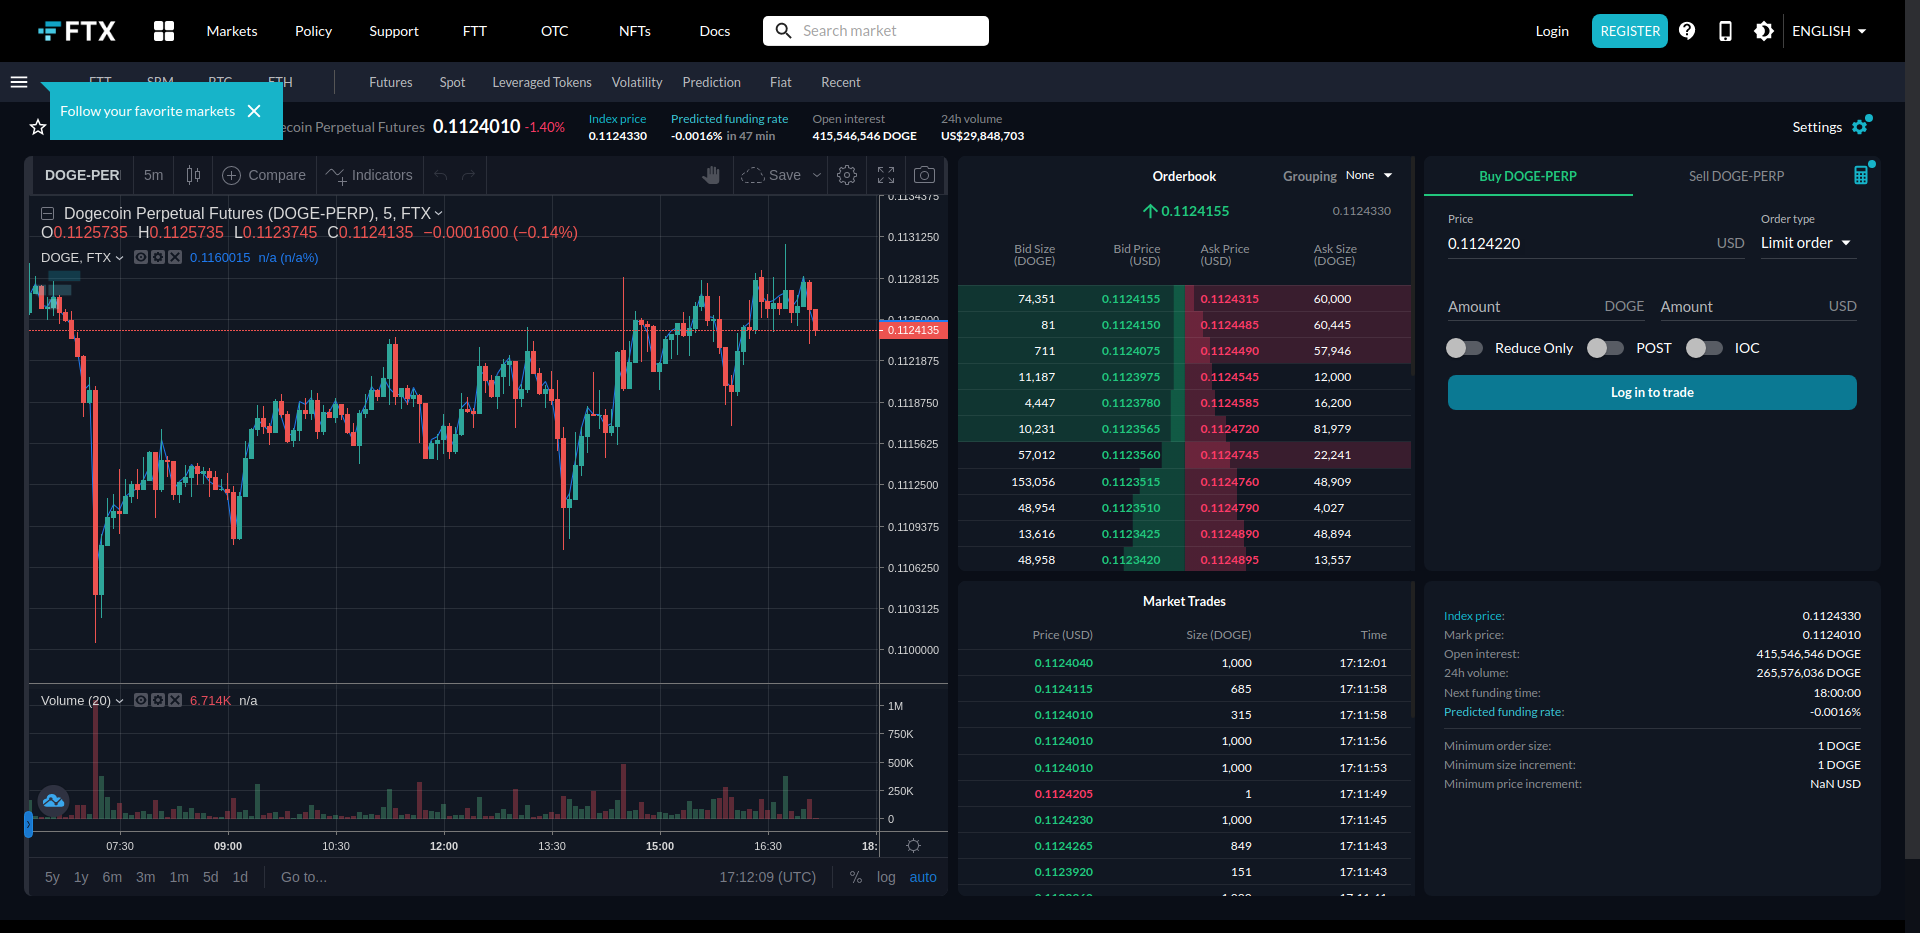 FTX
Markets
Policy
Support
FTT
OTC
NFTs
Docs
Search market
Login
REGISTER
ENGLISH
Futures
Spot
Leveraged Tokens
Volatility
Prediction
Fiat
Recent
Follow your favorite markets
ecoin Perpetual Futures
0.1124010 -1.40%
Index price
0.1124330
Predicted funding rate
-0.0016% in 47 min
Open interest
415,546,546 DOGE
24h volume
US$29,848,703
Settings
DOGE-PER
5m
Compare
Indicators
Save
Dogecoin Perpetual Futures (DOGE-PERP), 5, FTX
O0.1125735 H0.1125735 L0.1123745 C0.1124135 −0.0001600 (−0.14%)
DOGE, FTX 0.1160015 n/a (n/a%)
0.1134375
0.1131250
0.1128125
0.1125000
0.1124135
0.1121875
0.1118750
0.1115625
0.1112500
0.1109375
0.1106250
0.1103125
0.1100000
Volume (20) 6.714K n/a
1M
750K
500K
250K
0
07:30 09:00 10:30 12:00 13:30 15:00 16:30 18:
5y 1y 6m 3m 1m 5d 1d Go to...
17:12:09 (UTC) % log auto
Orderbook
Grouping None
0.1124155
0.1124330
Bid Size (DOGE) Bid Price (USD) Ask Price (USD) Ask Size (DOGE)
74,351 0.1124155 0.1124315 60,000
81 0.1124150 0.1124485 60,445
711 0.1124075 0.1124490 57,946
11,187 0.1123975 0.1124545 12,000
4,447 0.1123780 0.1124585 16,200
10,231 0.1123565 0.1124720 81,979
57,012 0.1123560 0.1124745 22,241
153,056 0.1123515 0.1124760 48,909
48,954 0.1123510 0.1124790 4,027
13,616 0.1123425 0.1124890 48,894
48,958 0.1123420 0.1124895 13,557
Market Trades
Price (USD) Size (DOGE) Time
0.1124040 1,000 17:12:01
0.1124115 685 17:11:58
0.1124010 315 17:11:58
0.1124010 1,000 17:11:56
0.1124010 1,000 17:11:53
0.1124205 1 17:11:49
0.1124230 1,000 17:11:45
0.1124265 849 17:11:43
0.1123920 151 17:11:43
Buy DOGE-PERP
Sell DOGE-PERP
Price
0.1124220 USD
Order type
Limit order
Amount DOGE
Amount USD
Reduce Only
POST
IOC
Log in to trade
Index price: 0.1124330
Mark price: 0.1124010
Open interest: 415,546,546 DOGE
24h volume: 265,576,036 DOGE
Next funding time: 18:00:00
Predicted funding rate: -0.0016%
Minimum order size: 1 DOGE
Minimum size increment: 1 DOGE
Minimum price increment: NaN USD